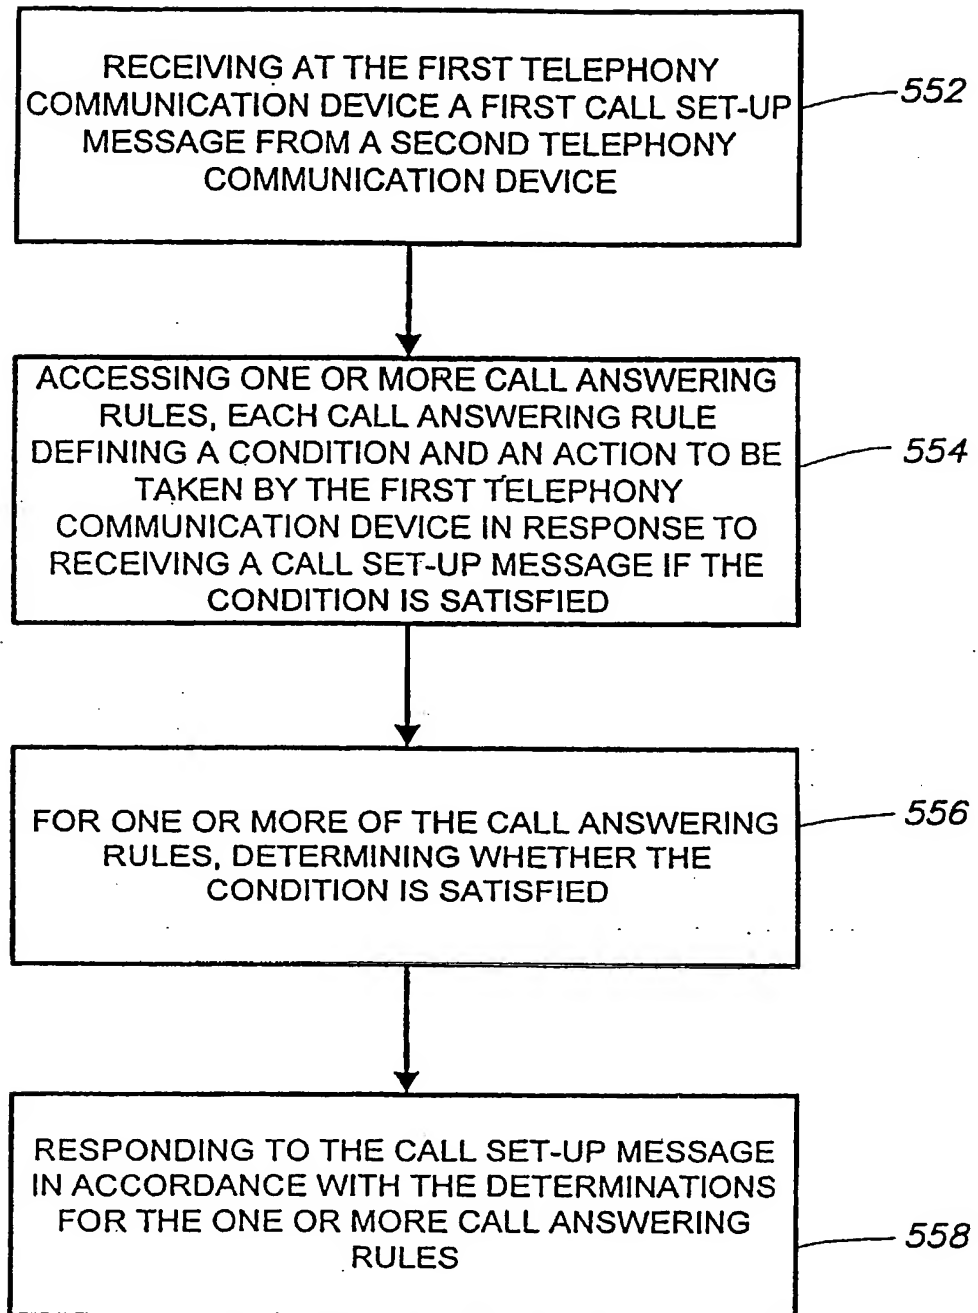 RECEIVING AT THE FIRST TELEPHONY
COMMUNICATION DEVICE A FIRST CALL SET-UP
MESSAGE FROM A SECOND TELEPHONY
COMMUNICATION DEVICE
552
ACCESSING ONE OR MORE CALL ANSWERING
RULES, EACH CALL ANSWERING RULE
DEFINING A CONDITION AND AN ACTION TO BE
TAKEN BY THE FIRST TELEPHONY
COMMUNICATION DEVICE IN RESPONSE TO
RECEIVING A CALL SET-UP MESSAGE IF THE
CONDITION IS SATISFIED
554
FOR ONE OR MORE OF THE CALL ANSWERING
RULES, DETERMINING WHETHER THE
CONDITION IS SATISFIED
556
RESPONDING TO THE CALL SET-UP MESSAGE
IN ACCORDANCE WITH THE DETERMINATIONS
FOR THE ONE OR MORE CALL ANSWERING
RULES
558